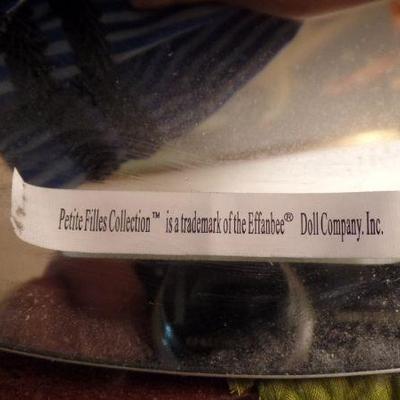 Petite Filles Collection™ is a trademark of the Effanbee® Doll Company, Inc.